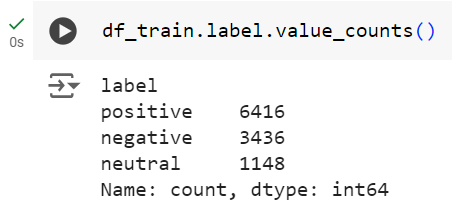 df_train.label.value_counts()
0s
label
positive    6416
negative    3436
neutral     1148
Name: count, dtype: int64